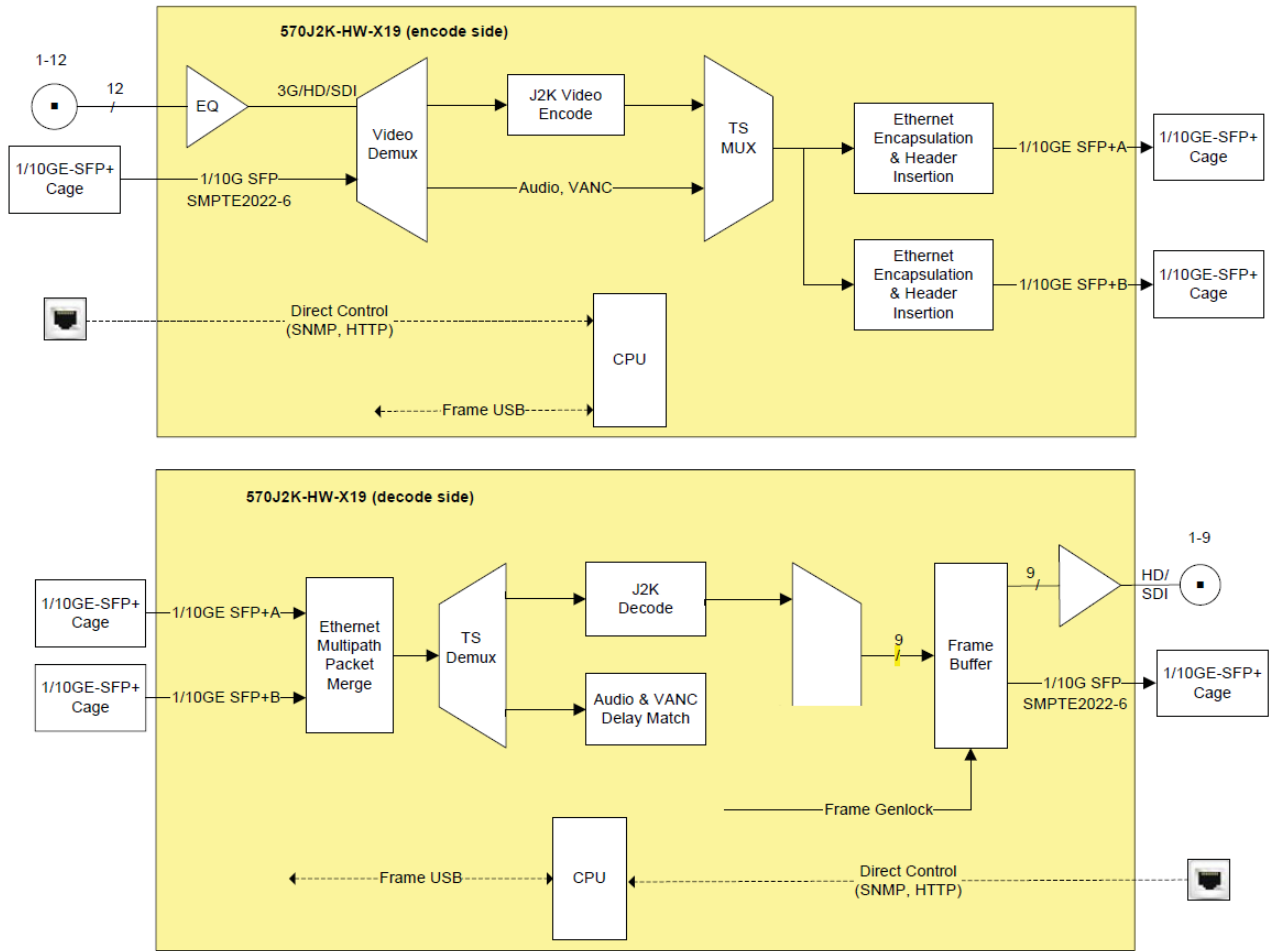 570J2K-HW-X19 (encode side)
1-12
12
/
EQ
3G/HD/SDI
Video
Demux
J2K Video
Encode
TS
MUX
Ethernet
Encapsulation
& Header
Insertion
1/10GE SFP+A
1/10GE-SFP+
Cage
1/10GE-SFP+
Cage
1/10G SFP
SMPTE2022-6
Audio, VANC
Ethernet
Encapsulation
& Header
Insertion
1/10GE SFP+B
1/10GE-SFP+
Cage
Direct Control
(SNMP, HTTP)
CPU
Frame USB
570J2K-HW-X19 (decode side)
1-9
1/10GE-SFP+
Cage
1/10GE SFP+A
1/10GE-SFP+
Cage
1/10GE SFP+B
Ethernet
Multipath
Packet
Merge
TS
Demux
J2K
Decode
Audio & VANC
Delay Match
9
/
Frame
Buffer
9
/
HD/
SDI
1/10G SFP
SMPTE2022-6
1/10GE-SFP+
Cage
Frame Genlock
Frame USB
CPU
Direct Control
(SNMP, HTTP)